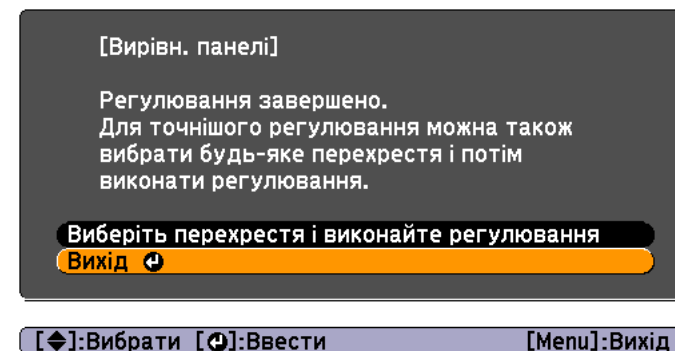 [Вирівн. панелі]
Регулювання завершено.
Для точнішого регулювання можна також
вибрати будь-яке перехрестя і потім
виконати регулювання.
Виберіть перехрестя і виконайте регулювання
Вихід
[◆]:Вибрати [↵]:Ввести [Menu]:Вихід